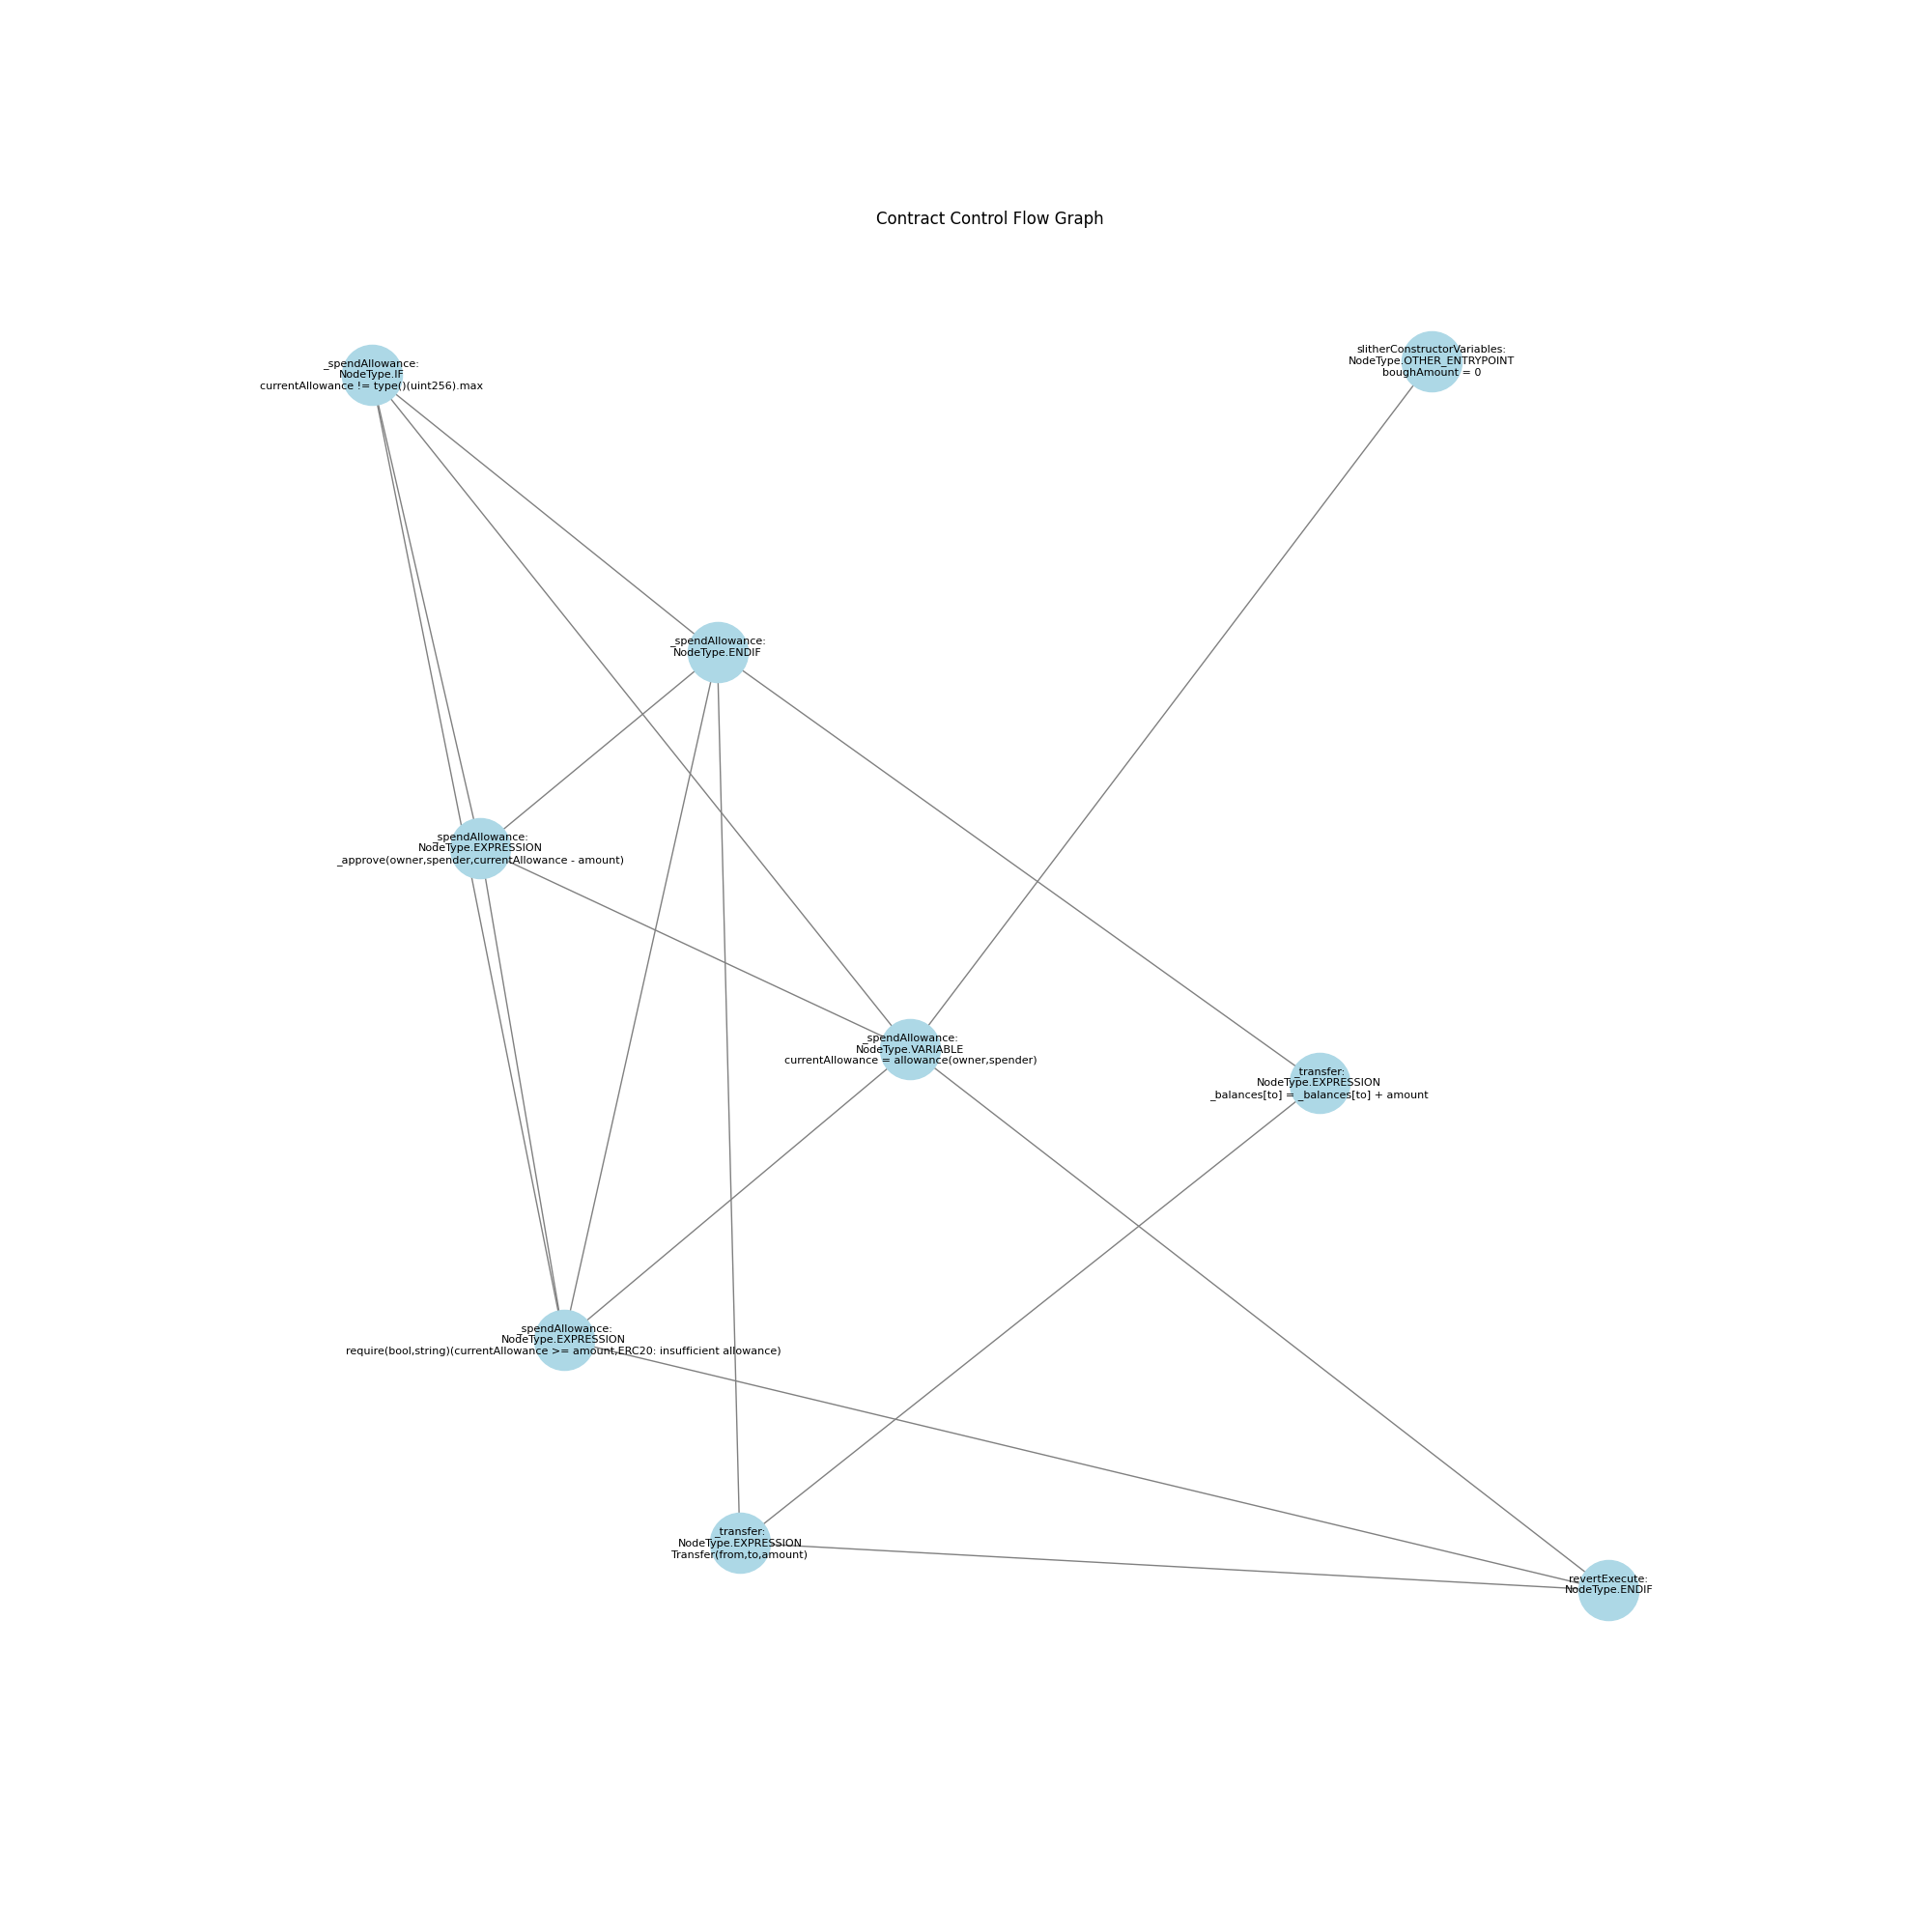 Contract Control Flow Graph
slitherConstructorVariables:
NodeType.OTHER_ENTRYPOINT
boughAmount = 0
_spendAllowance:
NodeType.IF
currentAllowance != type()(uint256).max
_spendAllowance:
NodeType.ENDIF
_spendAllowance:
NodeType.EXPRESSION
_approve(owner,spender,currentAllowance - amount)
_spendAllowance:
NodeType.VARIABLE
currentAllowance = allowance(owner,spender)
_transfer:
NodeType.EXPRESSION
_balances[to] = _balances[to] + amount
_spendAllowance:
NodeType.EXPRESSION
require(bool,string)(currentAllowance >= amount,ERC20: insufficient allowance)
_transfer:
NodeType.EXPRESSION
Transfer(from,to,amount)
revertExecute:
NodeType.ENDIF